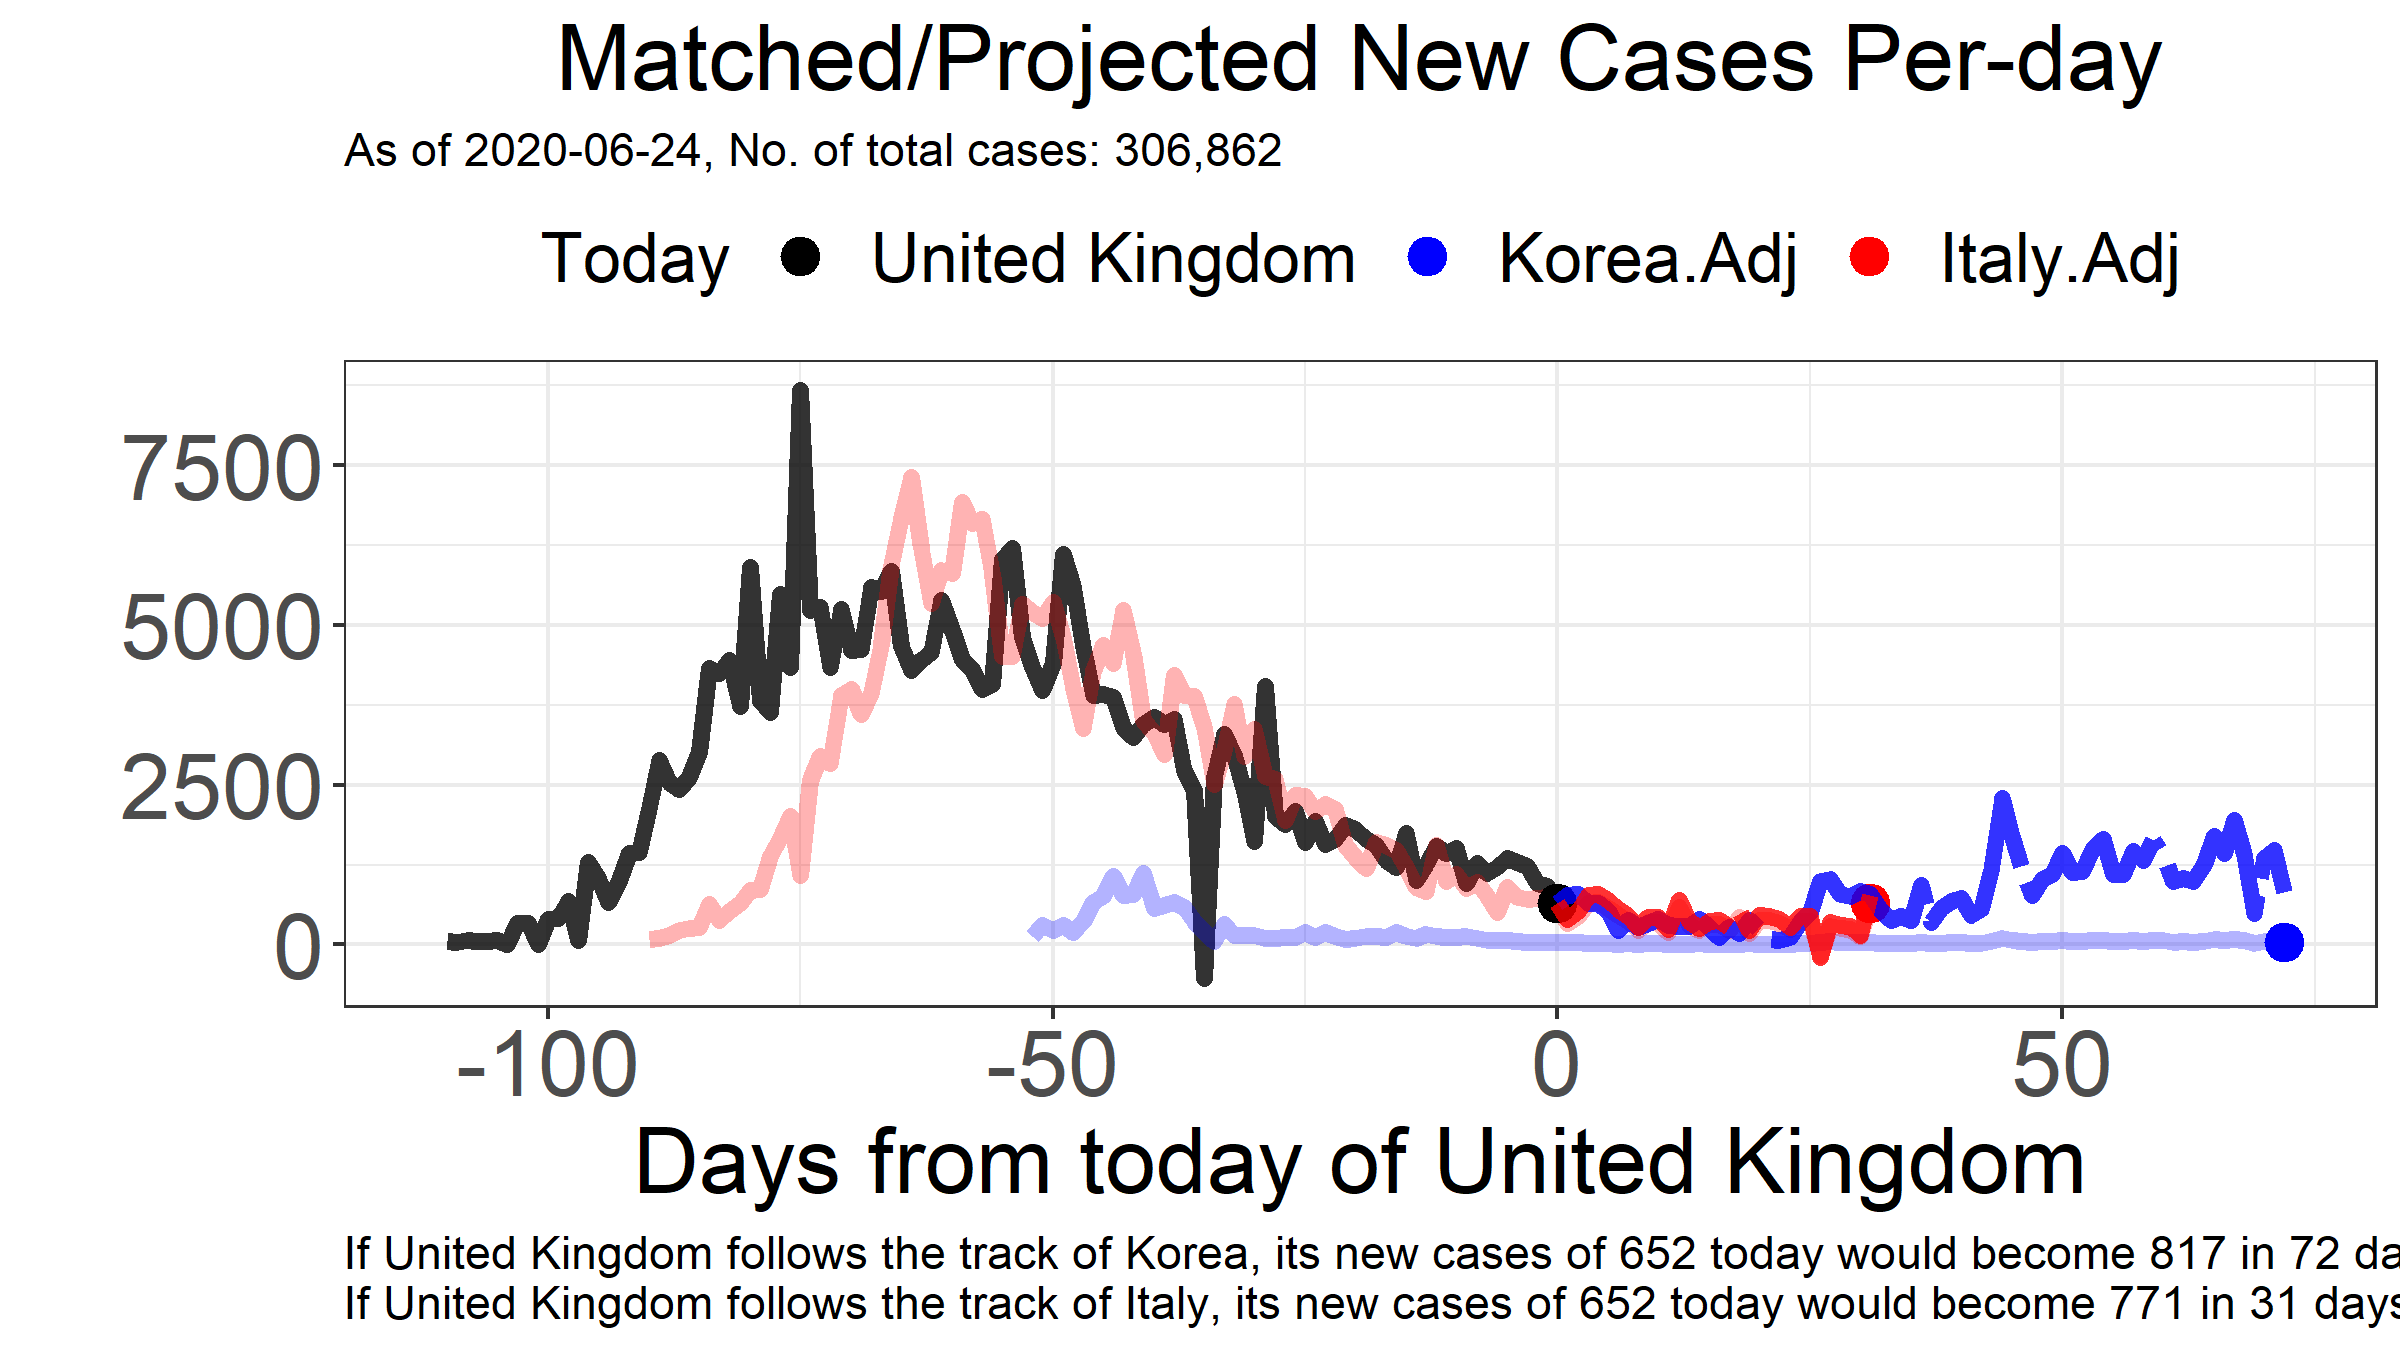 Matched/Projected New Cases Per-day
As of 2020-06-24, No. of total cases: 306,862
Today United Kingdom Korea.Adj Italy.Adj
7500
5000
2500
0
-100 -50 0 50
Days from today of United Kingdom
If United Kingdom follows the track of Korea, its new cases of 652 today would become 817 in 72 da
If United Kingdom follows the track of Italy, its new cases of 652 today would become 771 in 31 days